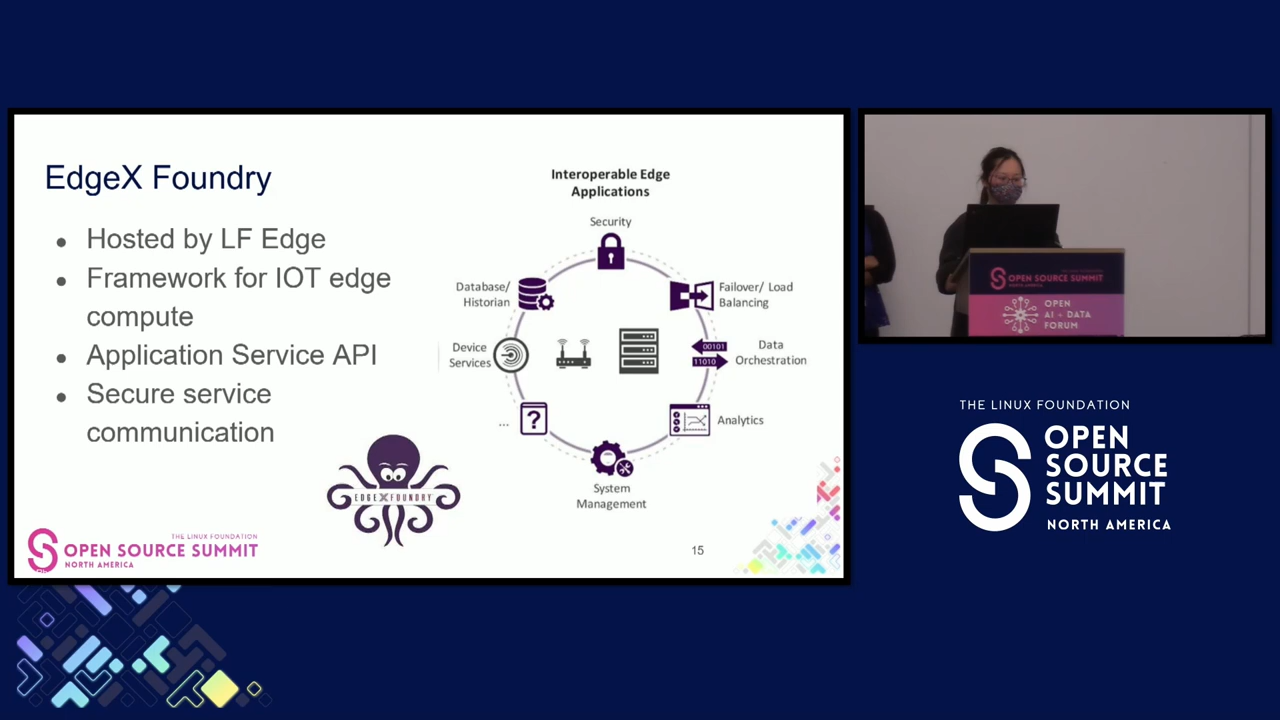 EdgeX Foundry
● Hosted by LF Edge
● Framework for IOT edge
compute
● Application Service API
● Secure service
communication
Interoperable Edge
Applications
Security
Failover/ Load
Balancing
00101
11010
Data
Orchestration
Analytics
System
Management
?
...
Device
Services
Database/
Historian
EDGE X FOUNDRY
THE LINUX FOUNDATION
OPEN SOURCE SUMMIT
NORTH AMERICA
15
OPEN SOURCE SUMMIT
NORTH AMERICA
OPEN
AI + DATA
FORUM
THE LINUX FOUNDATION
OPEN
SOURCE
SUMMIT
NORTH AMERICA